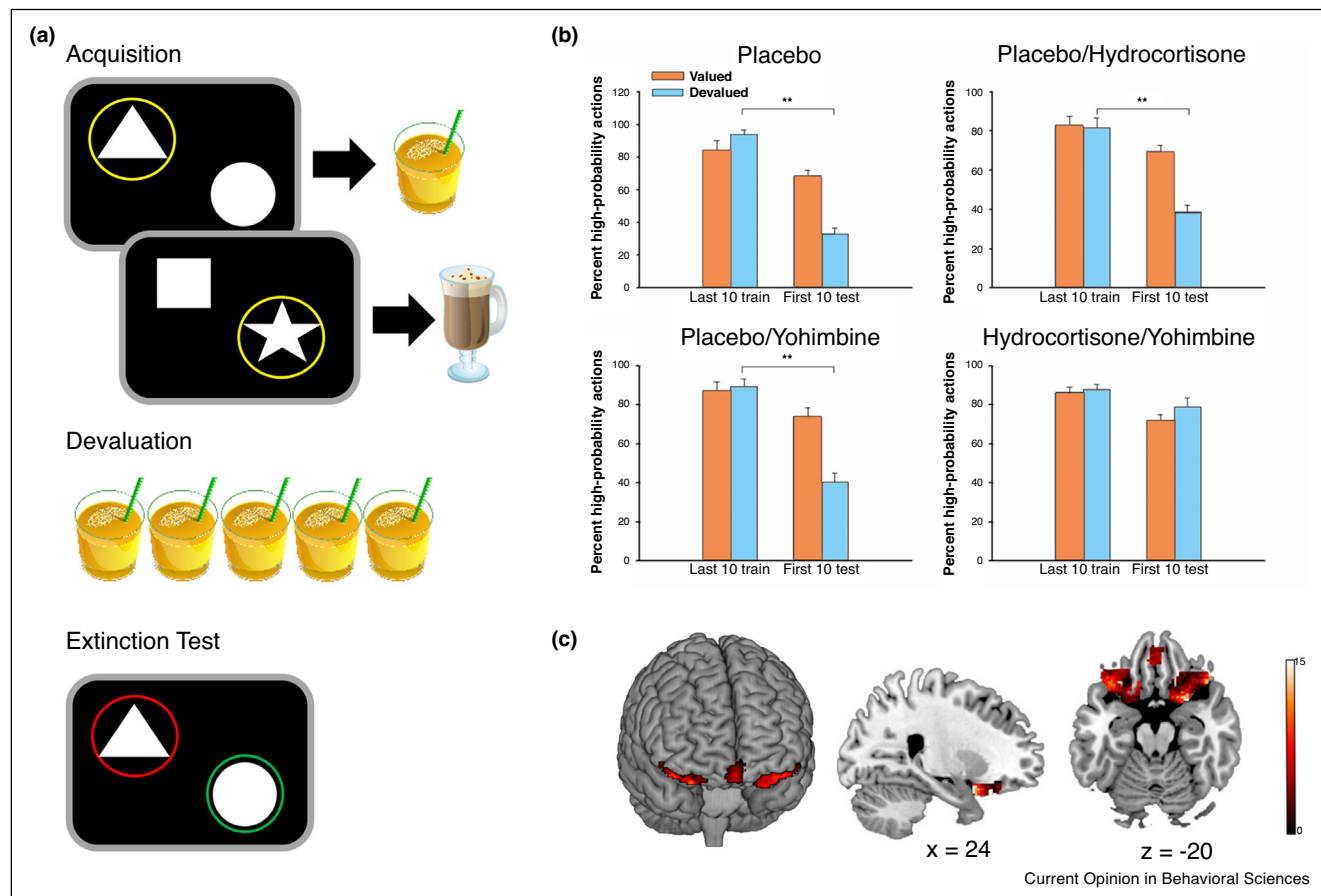 (a)
Acquisition
Devaluation
Extinction Test
(b)
Placebo
Valued
Devalued
**
Percent high-probability actions
120
100
80
60
40
20
0
Last 10 train
First 10 test
Placebo/Hydrocortisone
**
Percent high-probability actions
100
80
60
40
20
0
Last 10 train
First 10 test
Placebo/Yohimbine
**
Percent high-probability actions
100
80
60
40
20
0
Last 10 train
First 10 test
Hydrocortisone/Yohimbine
Percent high-probability actions
100
80
60
40
20
0
Last 10 train
First 10 test
(c)
x = 24
z = -20
15
0
Current Opinion in Behavioral Sciences